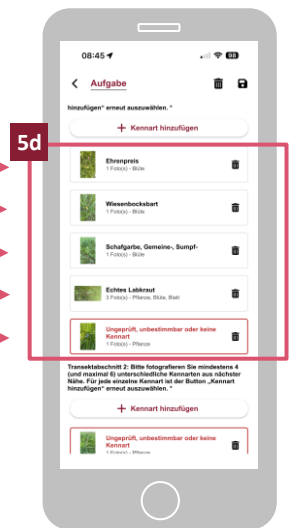 08:45
98
Aufgabe
hinzufügen“ erneut auszuwählen. *
+ Kennart hinzufügen
5d
Ehrenpreis
1 Foto(s) - Blüte
Wiesenbocksbart
1 Foto(s) - Blüte
Schafgarbe, Gemeine-, Sumpf-
1 Foto(s) - Blüte
Echtes Labkraut
3 Foto(s) - Pflanze, Blüte, Blatt
Ungeprüft, unbestimmbar oder keine
Kennart
1 Foto(s) - Pflanze
Transektabschnitt 2: Bitte fotografieren Sie mindestens 4
(und maximal 6) unterschiedliche Kennarten aus nächster
Nähe. Für jede einzelne Kennart ist der Button „Kennart
hinzufügen“ erneut auszuwählen. *
+ Kennart hinzufügen
Ungeprüft, unbestimmbar oder keine
Kennart
1 Foto(s) - Pflanze